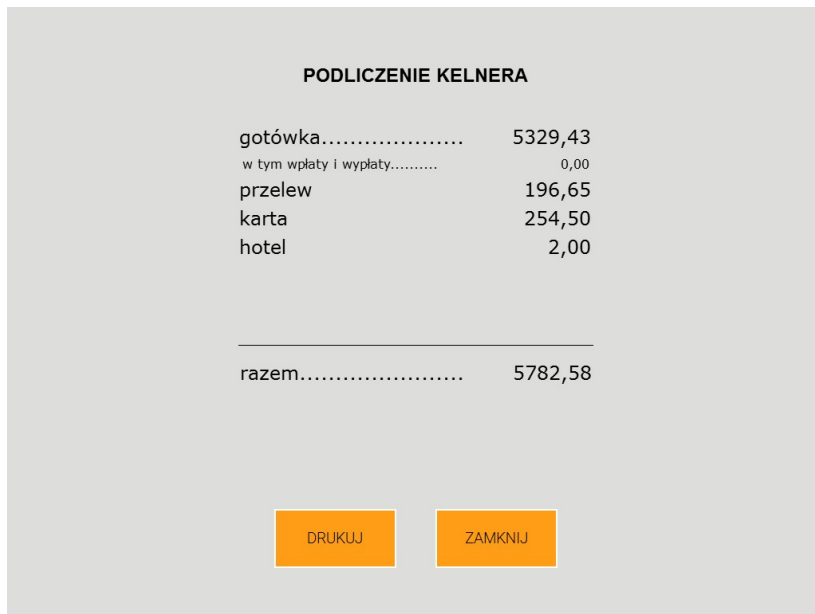 PODLICZENIE KELNERA
gotówka.................... 5329,43
w tym wpłaty i wypłaty.......... 0,00
przelew 196,65
karta 254,50
hotel 2,00
razem....................... 5782,58
DRUKUJ ZAMKNIJ